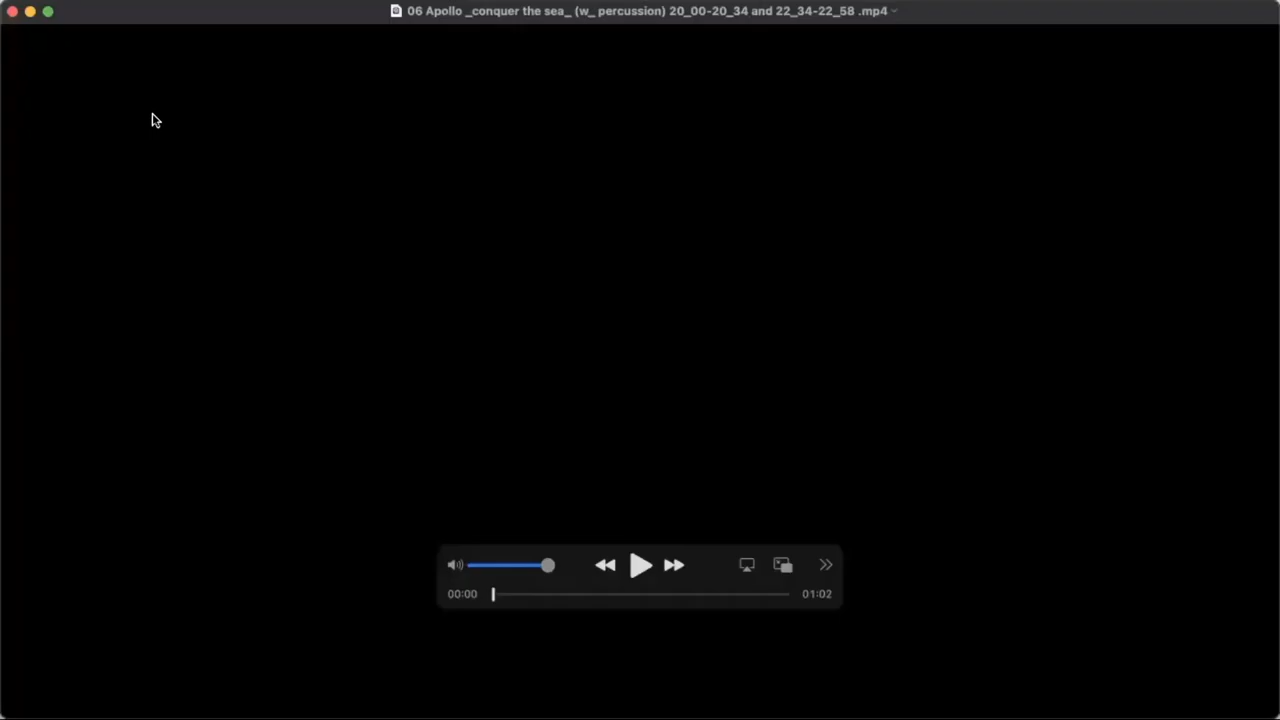 06 Apollo _conquer the sea_ (w_ percussion) 20_00-20_34 and 22_34-22_58 .mp4
00:00
01:02